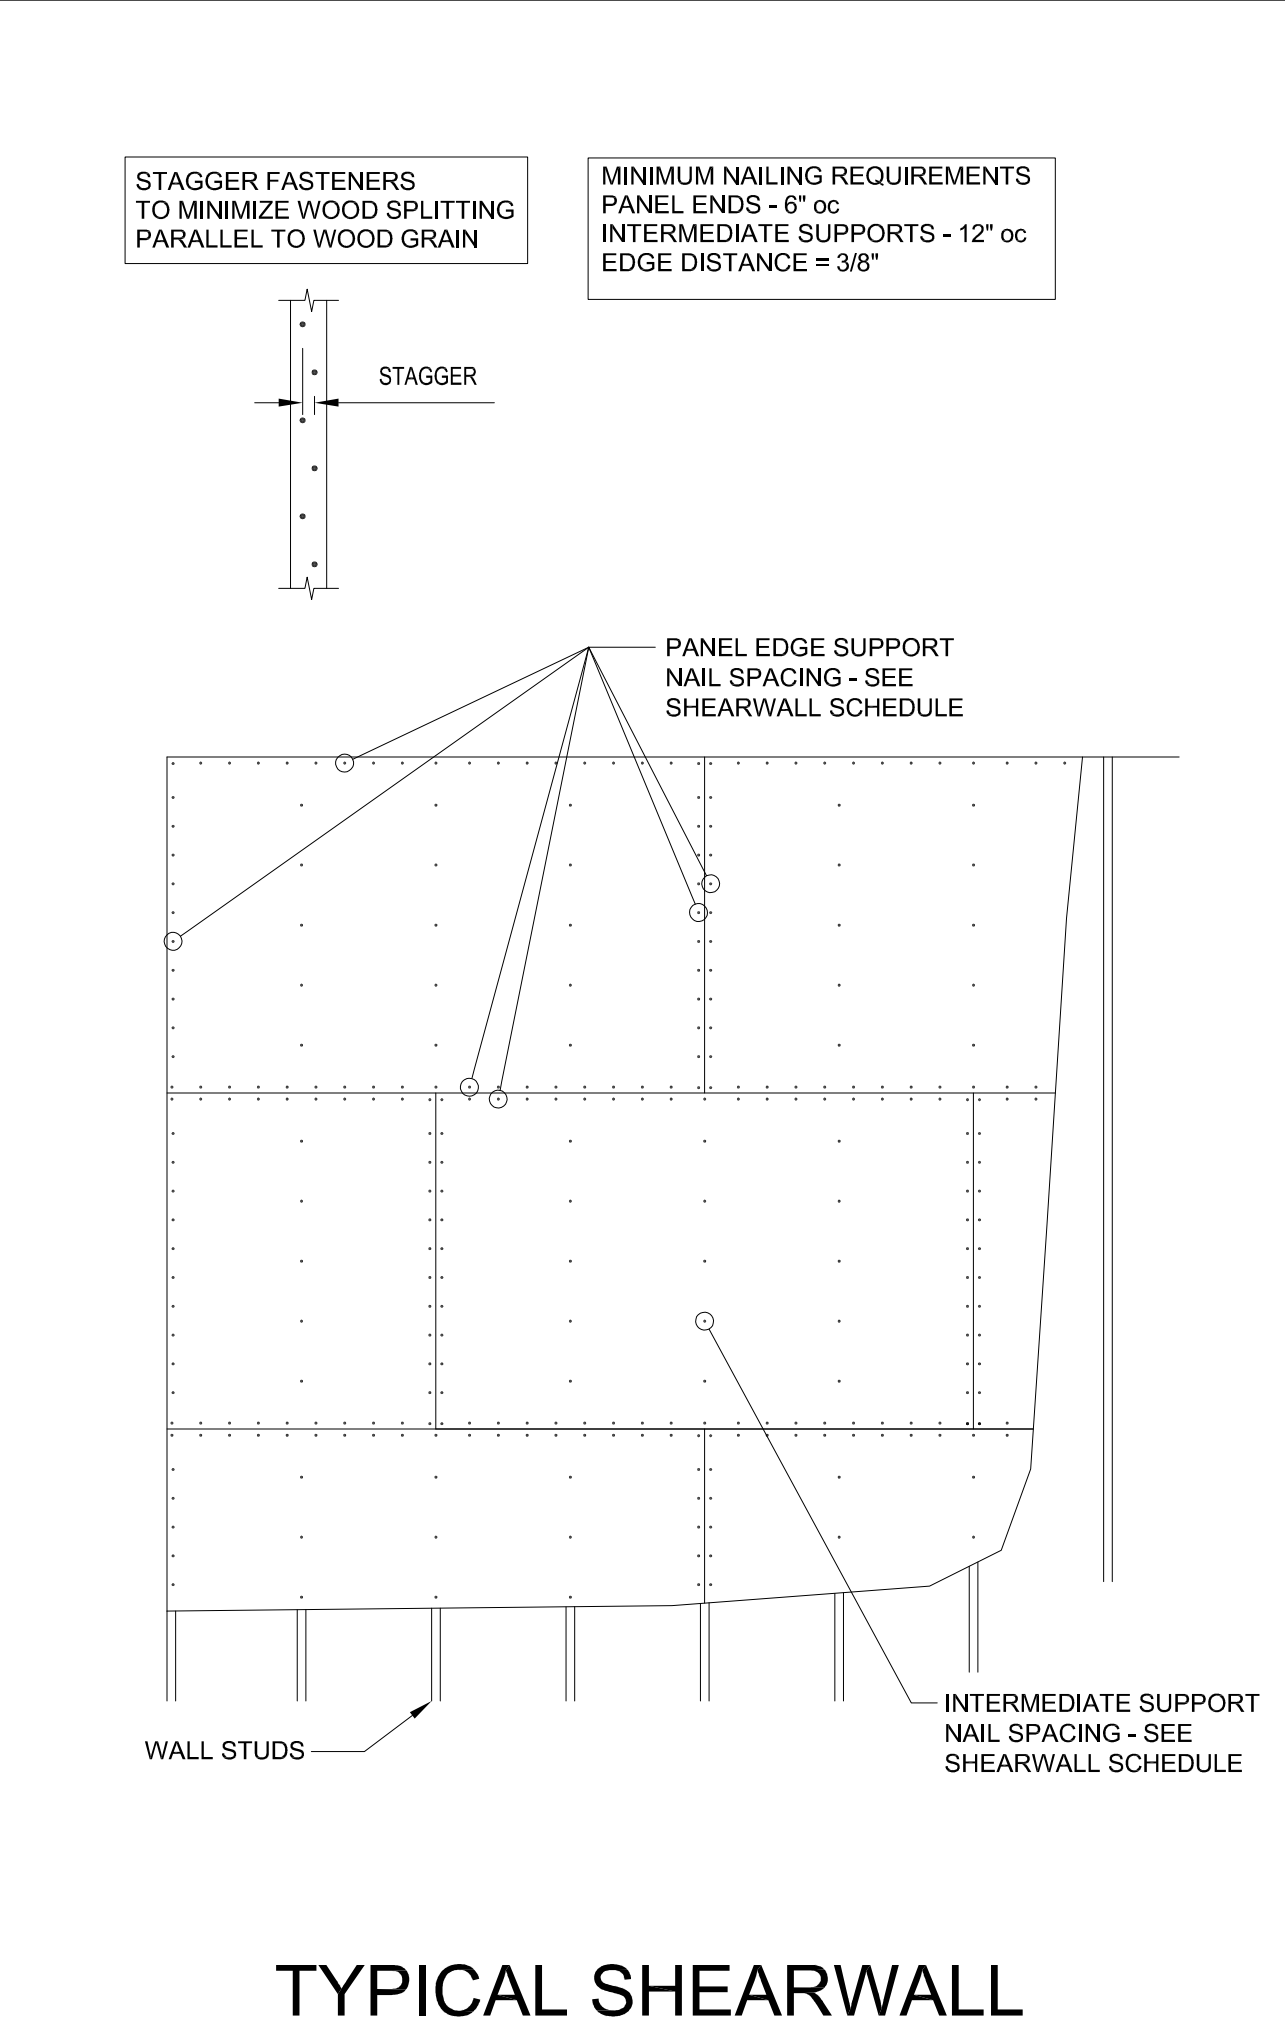 STAGGER FASTENERS
TO MINIMIZE WOOD SPLITTING
PARALLEL TO WOOD GRAIN
MINIMUM NAILING REQUIREMENTS
PANEL ENDS - 6" oc
INTERMEDIATE SUPPORTS - 12" oc
EDGE DISTANCE = 3/8"
STAGGER
PANEL EDGE SUPPORT
NAIL SPACING - SEE
SHEARWALL SCHEDULE
INTERMEDIATE SUPPORT
NAIL SPACING - SEE
SHEARWALL SCHEDULE
WALL STUDS
TYPICAL SHEARWALL